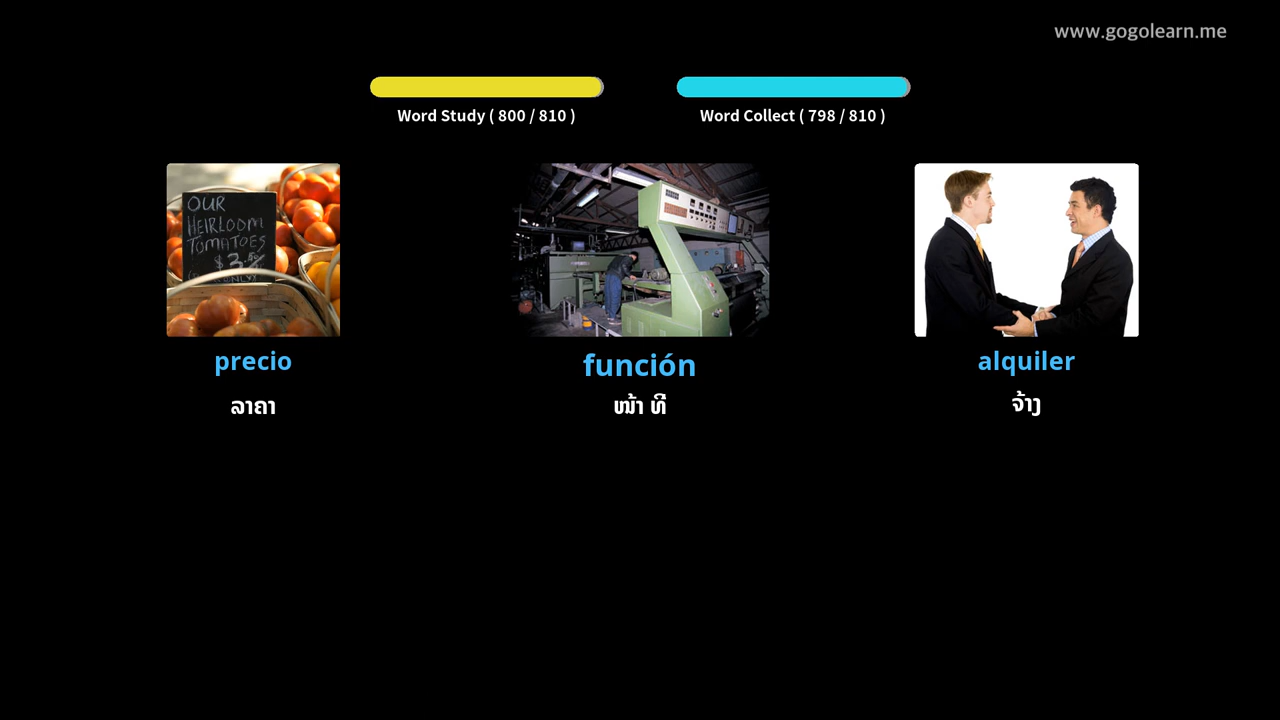 www.gogolearn.me
Word Study ( 800 / 810 )
Word Collect ( 798 / 810 )
OUR
HEIRLOOM
TOMATOES
precio
función
alquiler
ລາຄາ
ໜ້າ ທີ
ຈ້າງ